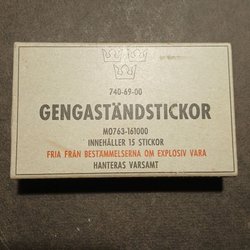 740-69-00
GENGASTÄNDSTICKOR
M0763-161000
INNEHÅLLER 15 STICKOR
FRIA FRÅN BESTÄMMELSERNA OM EXPLOSIV VARA
HANTERAS VARSAMT